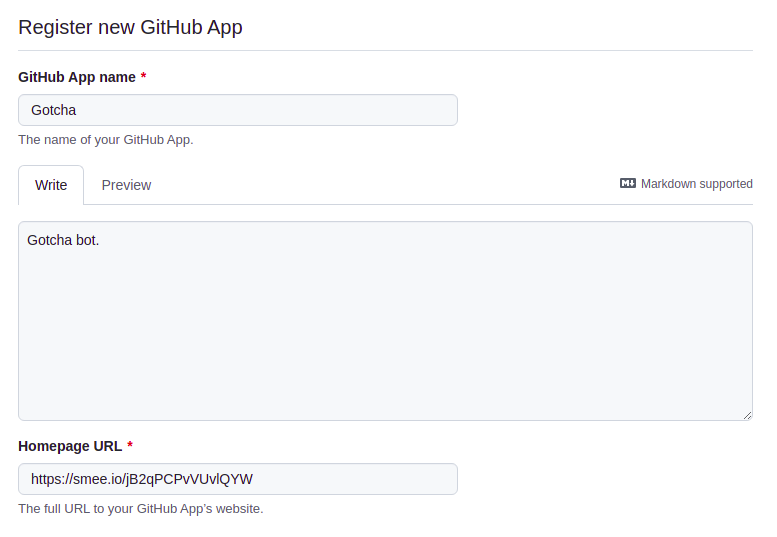 Register new GitHub App
GitHub App name *
Gotcha
The name of your GitHub App.
Write Preview Markdown supported
Gotcha bot.
Homepage URL *
https://smee.io/jB2qPCPvVUvlQYW
The full URL to your GitHub App's website.